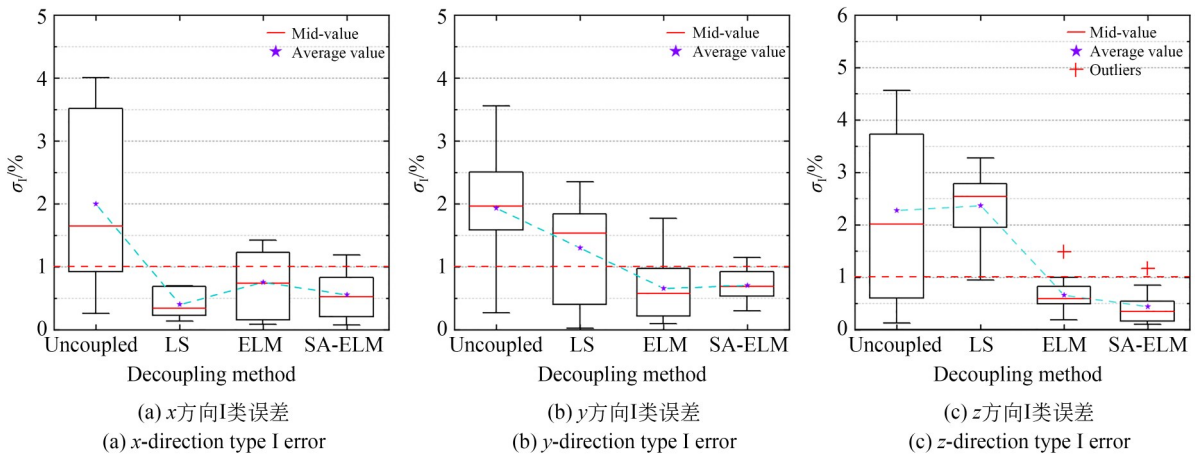 5
4
3
2
1
0
σI/%
Mid-value
Average value
Uncoupled LS ELM SA-ELM
Decoupling method
(a) x方向I类误差
(a) x-direction type I error
5
4
3
2
1
0
σI/%
Mid-value
Average value
Uncoupled LS ELM SA-ELM
Decoupling method
(b) y方向I类误差
(b) y-direction type I error
6
5
4
3
2
1
0
σI/%
Mid-value
Average value
Outliers
Uncoupled LS ELM SA-ELM
Decoupling method
(c) z方向I类误差
(c) z-direction type I error